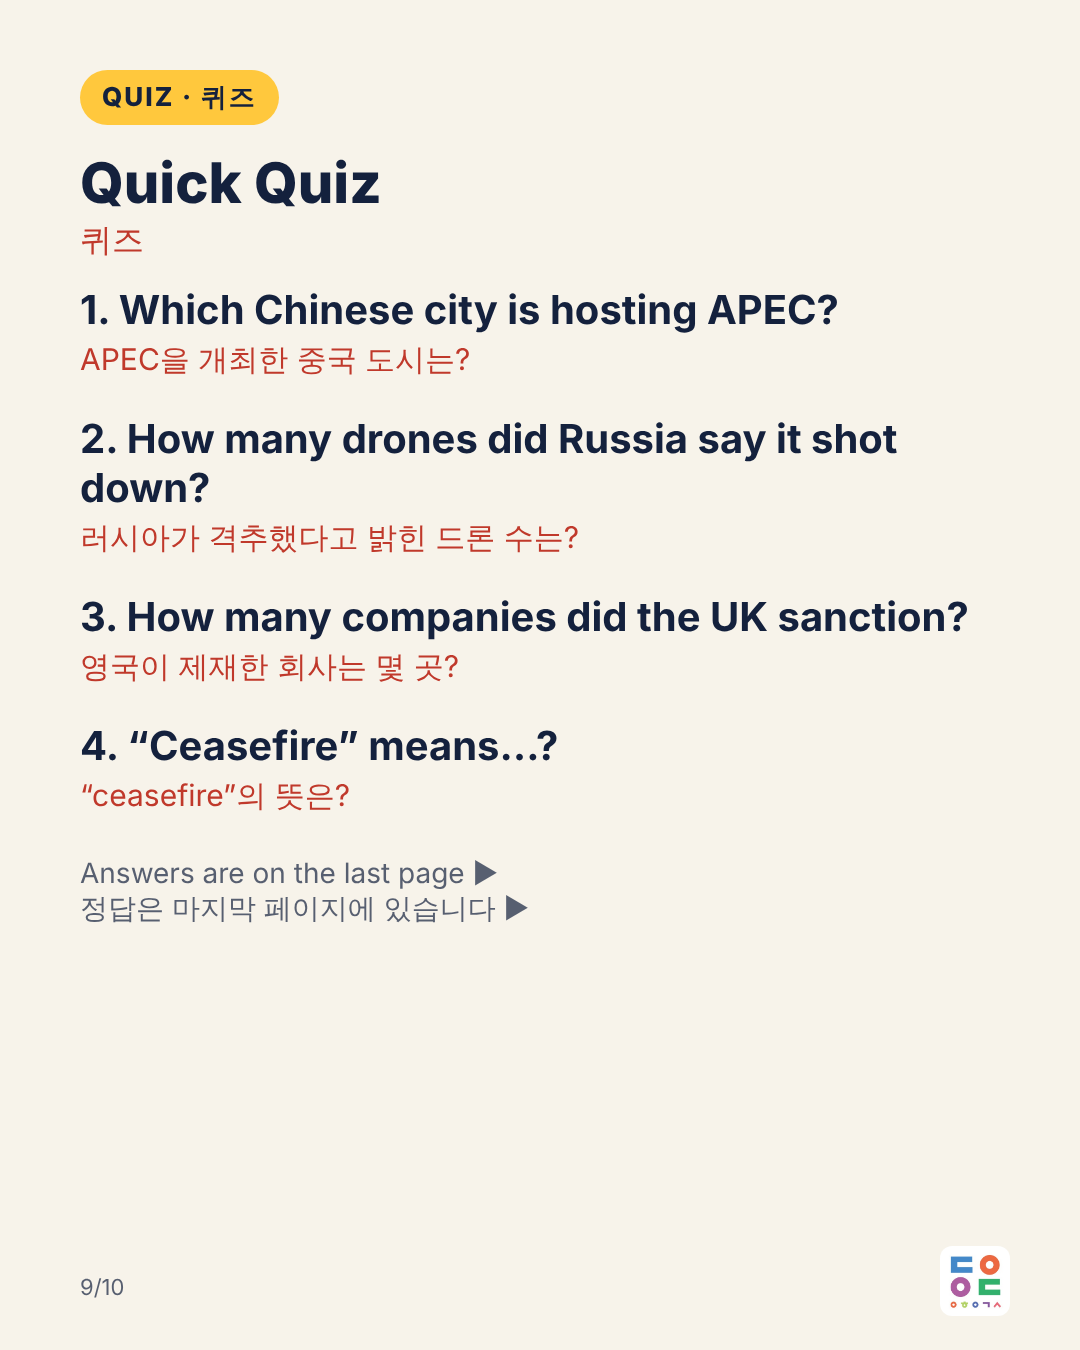 QUIZ · 퀴즈
Quick Quiz
퀴즈
1. Which Chinese city is hosting APEC?
APEC을 개최한 중국 도시는?
2. How many drones did Russia say it shot
down?
러시아가 격추했다고 밝힌 드론 수는?
3. How many companies did the UK sanction?
영국이 제재한 회사는 몇 곳?
4. “Ceasefire” means…?
“ceasefire”의 뜻은?
Answers are on the last page ▶
정답은 마지막 페이지에 있습니다 ▶
9/10